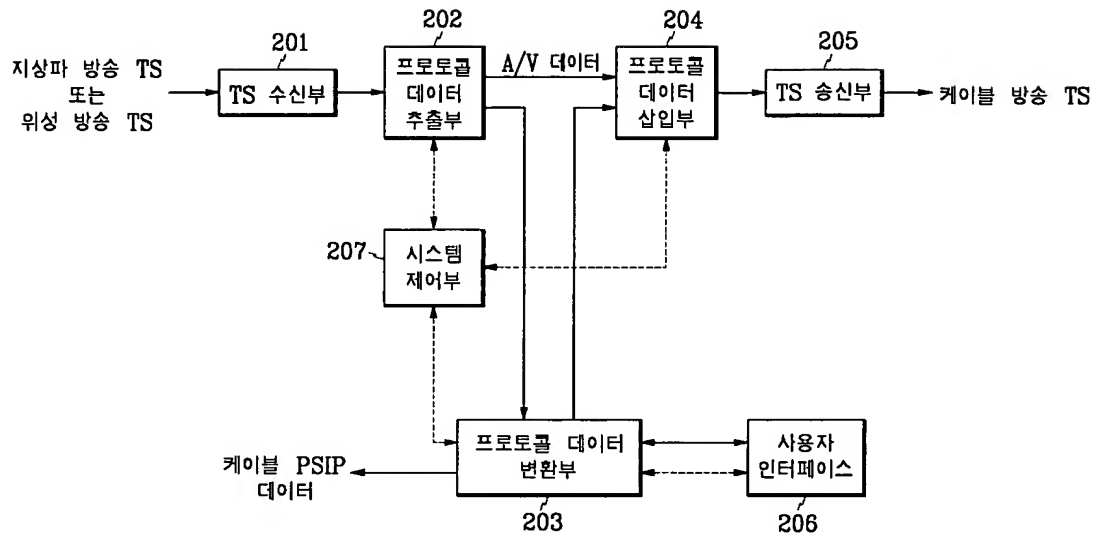 202
204
201
205
지상파 방송 TS
또는
위성 방송 TS
TS 수신부
프로토콜
데이터
추출부
A/V 데이터
프로토콜
데이터
삽입부
TS 송신부
케이블 방송 TS
207
시스템
제어부
케이블 PSIP
데이터
프로토콜 데이터
변환부
203
사용자
인터페이스
206